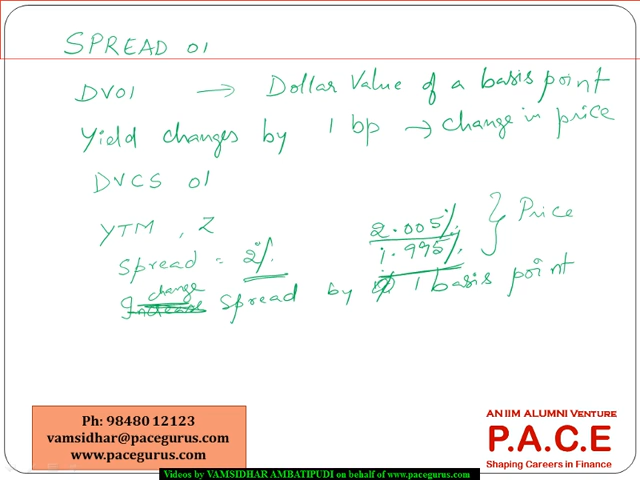 SPREAD 01
DV01 → Dollar Value of a basis point
Yield changes by 1 bp → change in price
DVCS 01
YTM, Z
Spread = 2%
2.005%
1.995%
} Price
change
Increase spread by 1 basis point
Ph: 98480 12123
vamsidhar@pacegurus.com
www.pacegurus.com
AN IIM ALUMNI VENTURE
P.A.C.E
Shaping Careers in Finance
Videos by VAMSIDHAR AMBATIPUDI on behalf of www.pacegurus.com